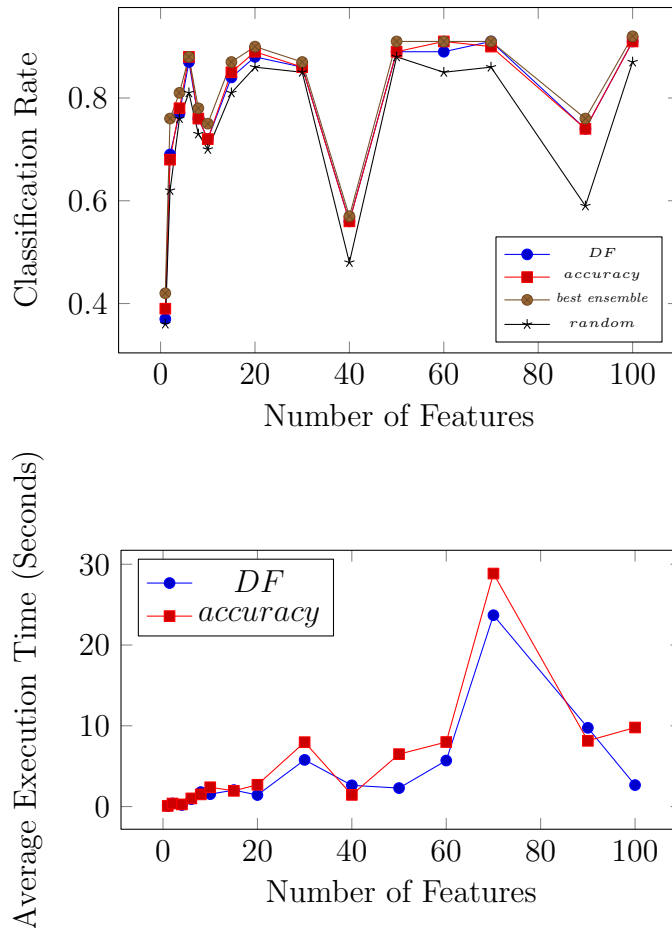 Classification Rate
0.8
0.6
0.4
DF
accuracy
best ensemble
random
0 20 40 60 80 100
Number of Features
Average Execution Time (Seconds)
30
20
10
0
DF
accuracy
0 20 40 60 80 100
Number of Features